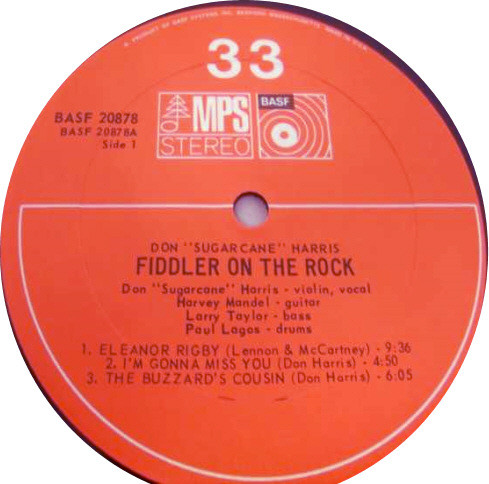 A PRODUCT OF BASF SYSTEMS INC. BEDFORD MASSACHUSETTS MADE IN U.S.A.
33
BASF 20878
BASF 20878A
Side 1
MPS
STEREO
BASF
DON "SUGARCANE" HARRIS
FIDDLER ON THE ROCK
Don "Sugarcane" Harris - violin, vocal
Harvey Mandel - guitar
Larry Taylor - bass
Paul Lagos - drums
1. ELEANOR RIGBY (Lennon & McCartney) - 9:36
2. I'M GONNA MISS YOU (Don Harris) - 4:50
3. THE BUZZARD'S COUSIN (Don Harris) - 6:05